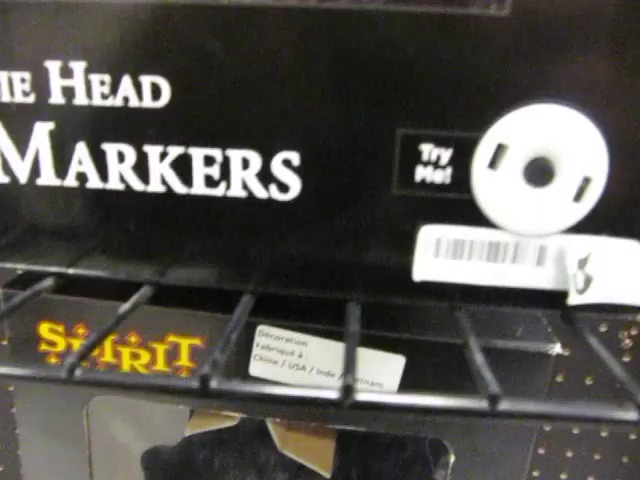 IE HEAD
MARKERS
Try
Me!
SPIRIT
Décoration
Fabriqué à:
China / USA / Inde / Vietnam